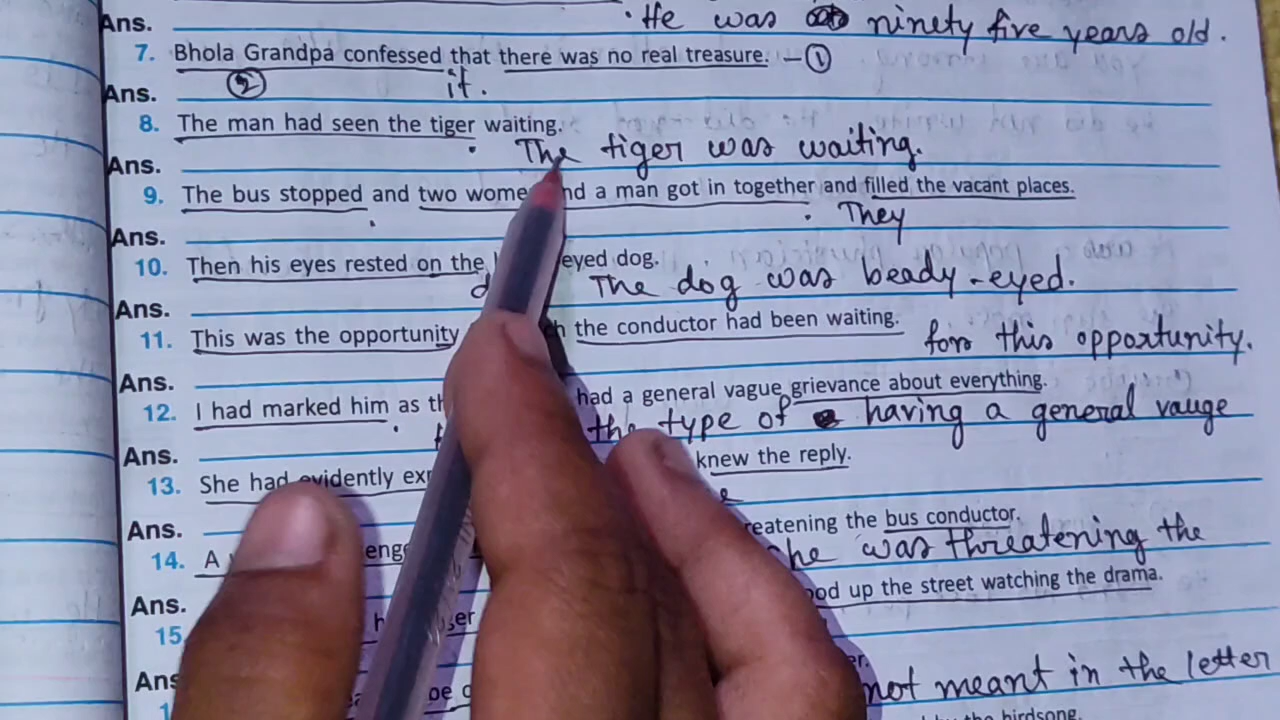 Ans. · He was ninety five years old.
7. Bhola Grandpa confessed that there was no real treasure. — ①
② it.
Ans.
8. The man had seen the tiger waiting.
. The tiger was waiting.
Ans.
9. The bus stopped and two wome nd a man got in together and filled the vacant places.
. . They
Ans.
10. Then his eyes rested on the eyed dog.
The dog was beady-eyed.
Ans.
11. This was the opportunity the conductor had been waiting. for this opportunity.
Ans.
12. I had marked him as had a general vague grievance about everything.
. the type of having a general vauge
Ans.
13. She had evidently knew the reply.
Ans. reatening the bus conductor.
14. A he was threatening the
Ans. ood up the street watching the drama.
15.
Ans not meant in the letter
the birdsong.